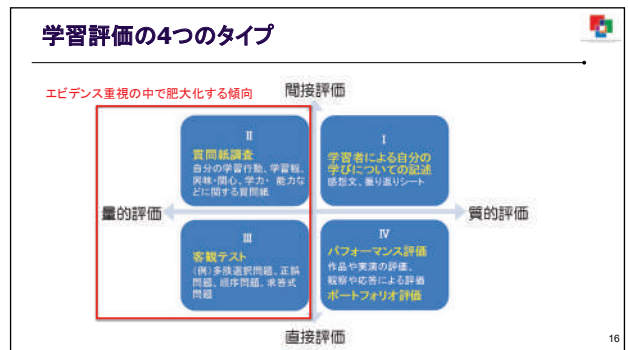 学習評価の4つのタイプ
エビデンス重視の中で肥大化する傾向
間接評価
Ⅱ
質問紙調査
自分の学習行動、学習観、
興味・関心、学力・能力な
どに関する質問紙
Ⅰ
学習者による自分の
学びについての記述
感想文、振り返りシート
量的評価
質的評価
Ⅲ
客観テスト
(例)多肢選択問題、正誤
問題、順序問題、求答式
問題
Ⅳ
パフォーマンス評価
作品や実演の評価、
観察や応答による評価
ポートフォリオ評価
直接評価
16